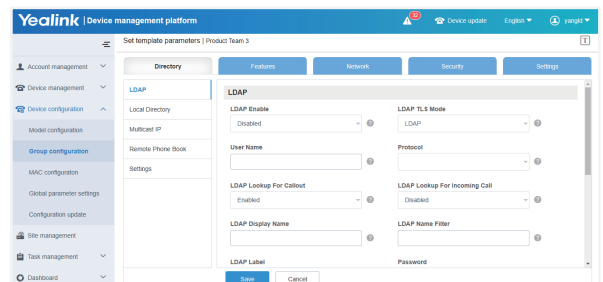 Yealink | Device management platform
32
Device update
English
yangld
Set template parameters | Product Team 3
T
Account management
Device management
Device configuration
Model configuration
Group configuration
MAC configuraton
Global parameter settings
Configuration update
Site management
Task management
Dashboard
Directory
Features
Network
Security
Settings
LDAP
Local Directory
Multicast IP
Remote Phone Book
Settings
LDAP
LDAP Enable
LDAP TLS Mode
Disabled
LDAP
User Name
Protocol
LDAP Lookup For Callout
LDAP Lookup For Incoming Call
Enabled
Disabled
LDAP Display Name
LDAP Name Filter
LDAP Label
Password
Save
Cancel